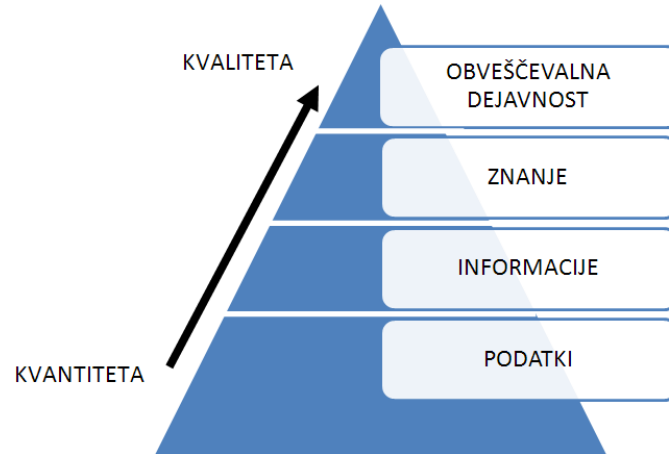 KVALITETA
OBVEŠČEVALNA
DEJAVNOST
ZNANJE
INFORMACIJE
PODATKI
KVANTITETA